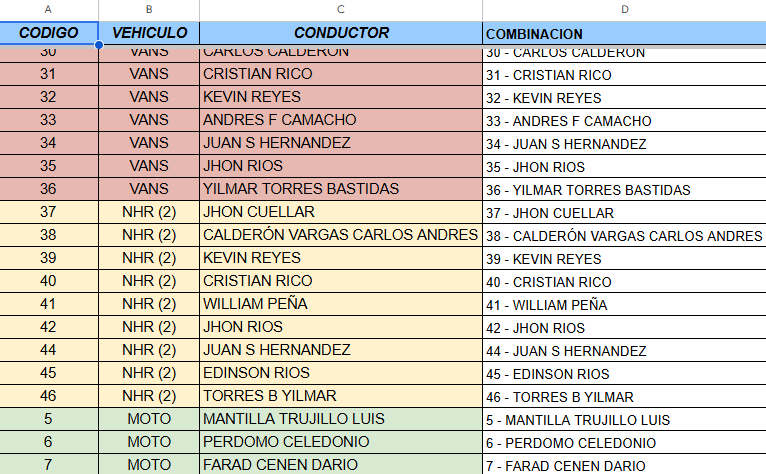 A B C D
CODIGO VEHICULO CONDUCTOR COMBINACION
30 VANS CARLOS CALDERON 30 - CARLOS CALDERON
31 VANS CRISTIAN RICO 31 - CRISTIAN RICO
32 VANS KEVIN REYES 32 - KEVIN REYES
33 VANS ANDRES F CAMACHO 33 - ANDRES F CAMACHO
34 VANS JUAN S HERNANDEZ 34 - JUAN S HERNANDEZ
35 VANS JHON RIOS 35 - JHON RIOS
36 VANS YILMAR TORRES BASTIDAS 36 - YILMAR TORRES BASTIDAS
37 NHR (2) JHON CUELLAR 37 - JHON CUELLAR
38 NHR (2) CALDERÓN VARGAS CARLOS ANDRES 38 - CALDERÓN VARGAS CARLOS ANDRES
39 NHR (2) KEVIN REYES 39 - KEVIN REYES
40 NHR (2) CRISTIAN RICO 40 - CRISTIAN RICO
41 NHR (2) WILLIAM PEÑA 41 - WILLIAM PEÑA
42 NHR (2) JHON RIOS 42 - JHON RIOS
44 NHR (2) JUAN S HERNANDEZ 44 - JUAN S HERNANDEZ
45 NHR (2) EDINSON RIOS 45 - EDINSON RIOS
46 NHR (2) TORRES B YILMAR 46 - TORRES B YILMAR
5 MOTO MANTILLA TRUJILLO LUIS 5 - MANTILLA TRUJILLO LUIS
6 MOTO PERDOMO CELEDONIO 6 - PERDOMO CELEDONIO
7 MOTO FARAD CENEN DARIO 7 - FARAD CENEN DARIO